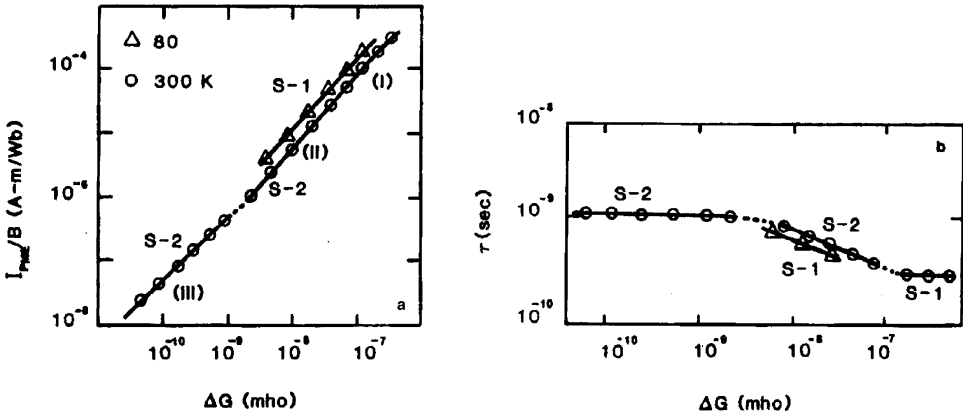 △ 80
○ 300 K
S-1
(I)
(II)
S-2
S-2
(III)
10⁻⁴
10⁻⁶
10⁻⁸
I_PME/B (A-m/Wb)
10⁻¹⁰ 10⁻⁹ 10⁻⁸ 10⁻⁷
ΔG (mho)
a
b
10⁻⁸
10⁻⁹
10⁻¹⁰
τ (sec)
S-2
S-2
S-1
S-1
10⁻¹⁰ 10⁻⁹ 10⁻⁸ 10⁻⁷
ΔG (mho)